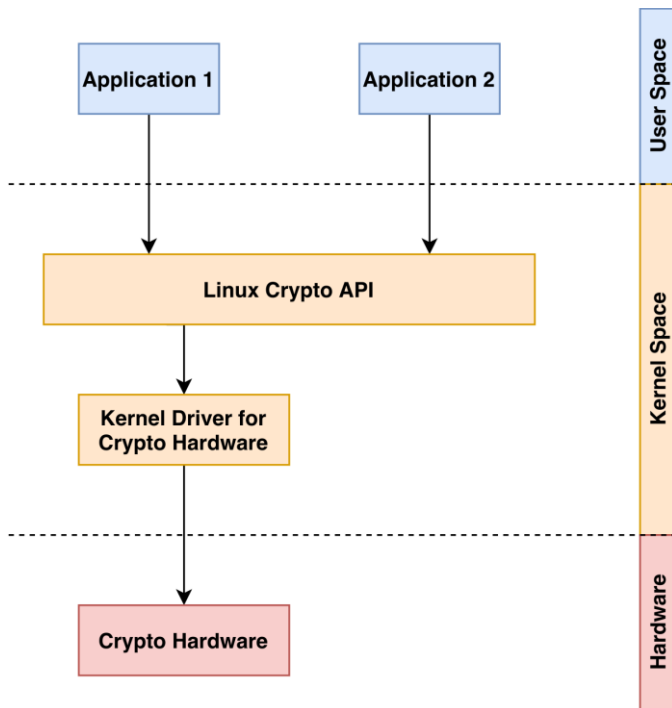 Application 1
Application 2
User Space
Linux Crypto API
Kernel Space
Kernel Driver for
Crypto Hardware
Crypto Hardware
Hardware